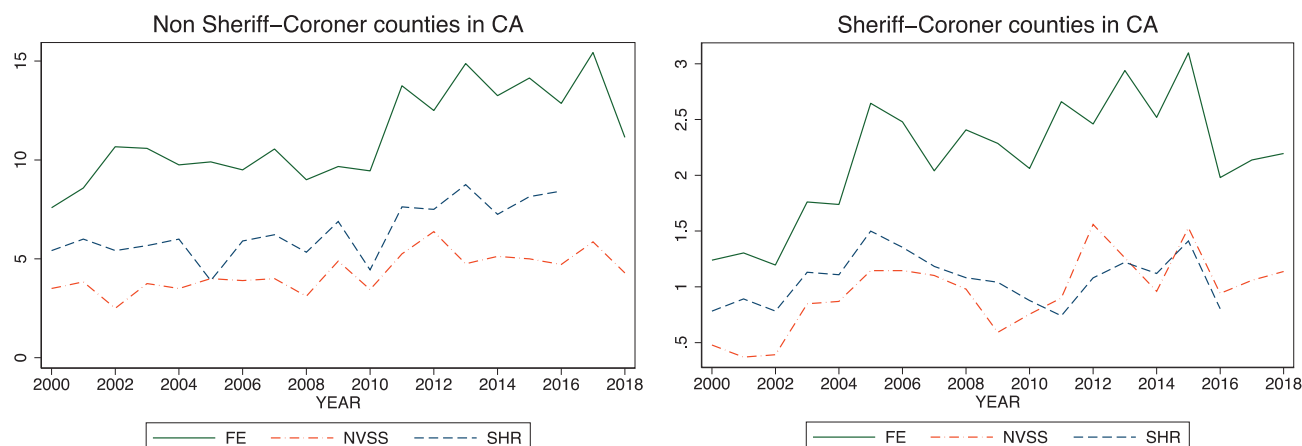 Non Sheriff–Coroner counties in CA
15
10
5
0
2000 2002 2004 2006 2008 2010 2012 2014 2016 2018
YEAR
FE NVSS SHR
Sheriff–Coroner counties in CA
3
2.5
2
1.5
1
.5
2000 2002 2004 2006 2008 2010 2012 2014 2016 2018
YEAR
FE NVSS SHR